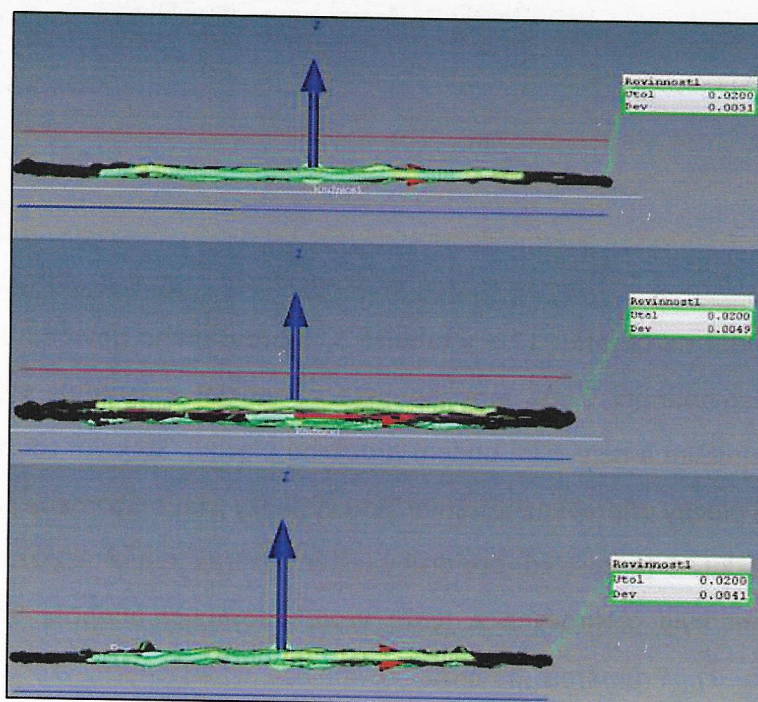 z
Rovinnost1
Utol 0.0200
Dev 0.0031
z
Rovinnost1
Utol 0.0200
Dev 0.0049
z
Rovinnost1
Utol 0.0200
Dev 0.0041